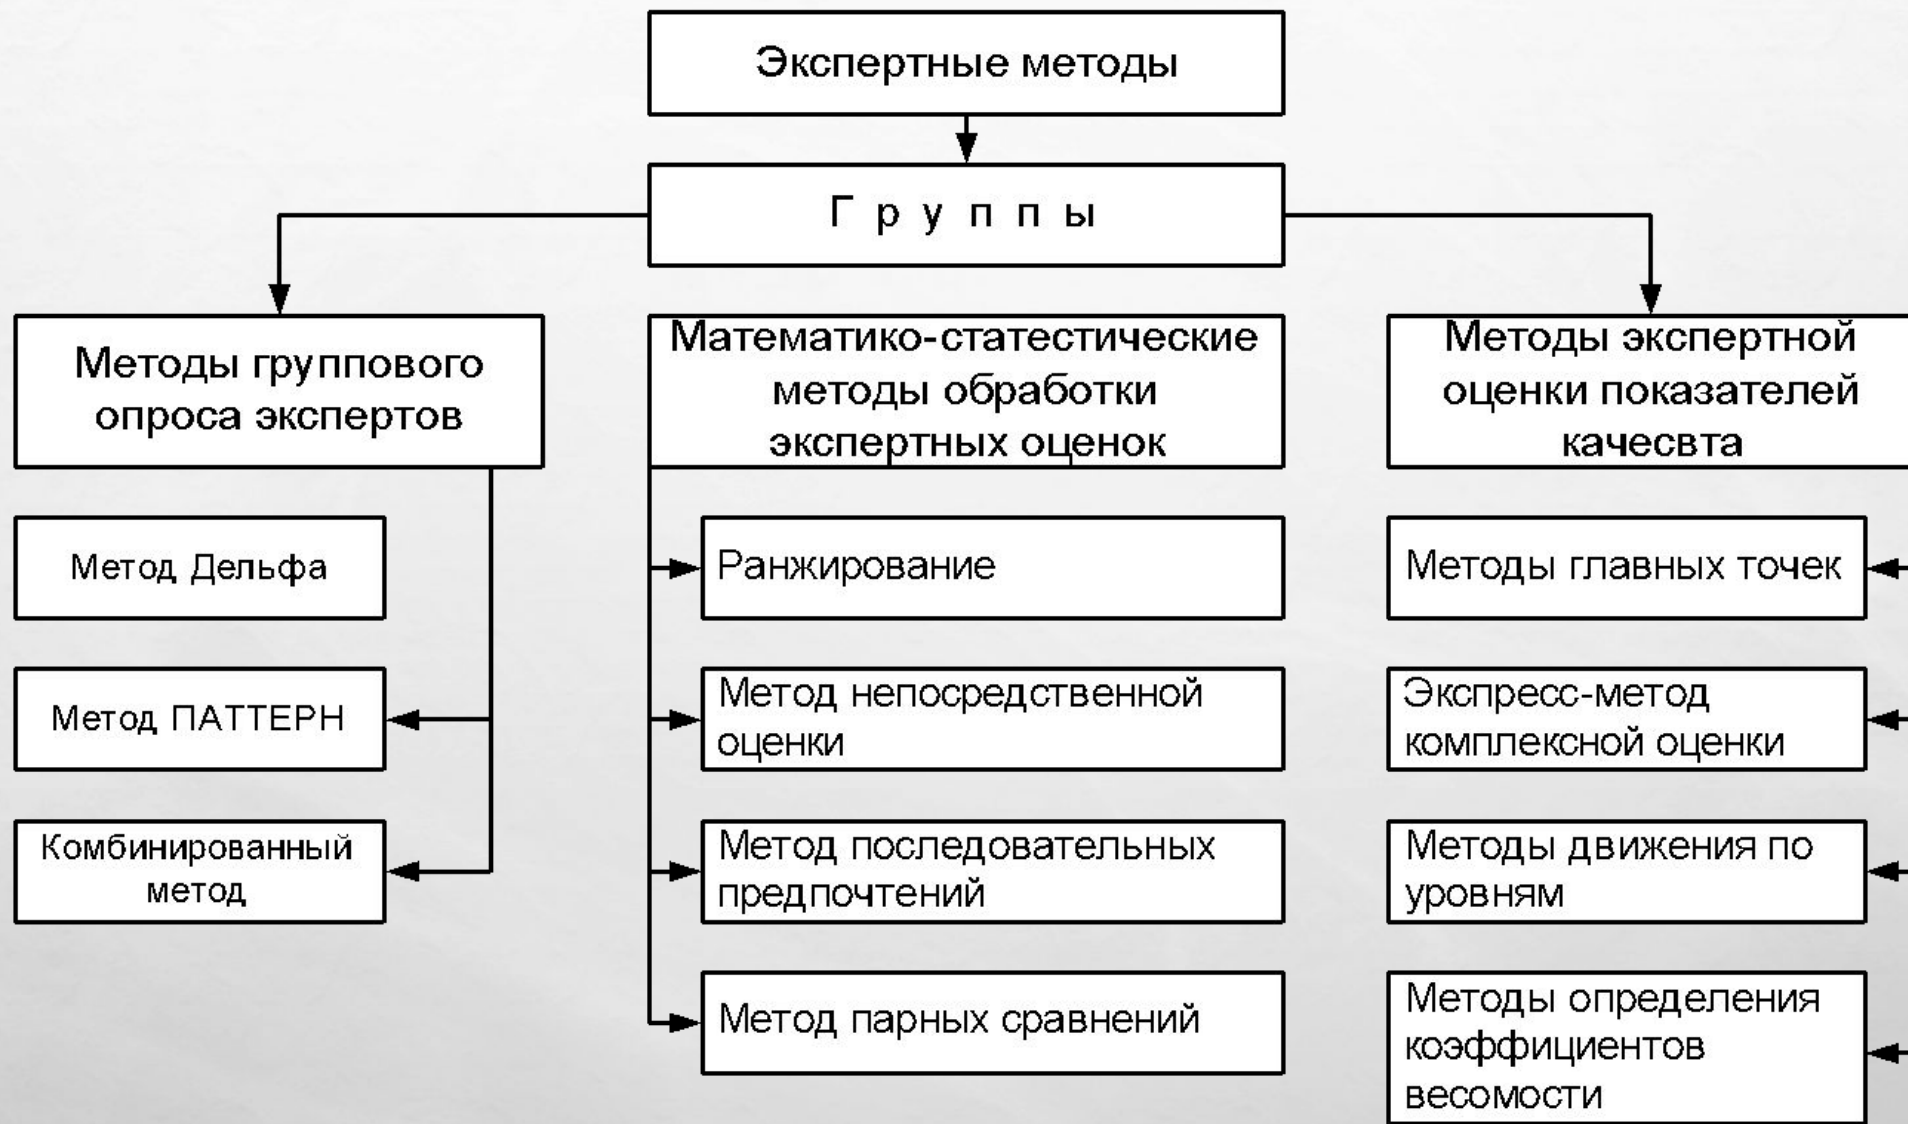 Экспертные методы
Г р у п п ы
Методы группового
опроса экспертов
Математико-статестические
методы обработки
экспертных оценок
Методы экспертной
оценки показателей
качесвта
Метод Дельфа
Метод ПАТТЕРН
Комбинированный
метод
Ранжирование
Метод непосредственной
оценки
Метод последовательных
предпочтений
Метод парных сравнений
Методы главных точек
Экспресс-метод
комплексной оценки
Методы движения по
уровням
Методы определения
коэффициентов
весомости